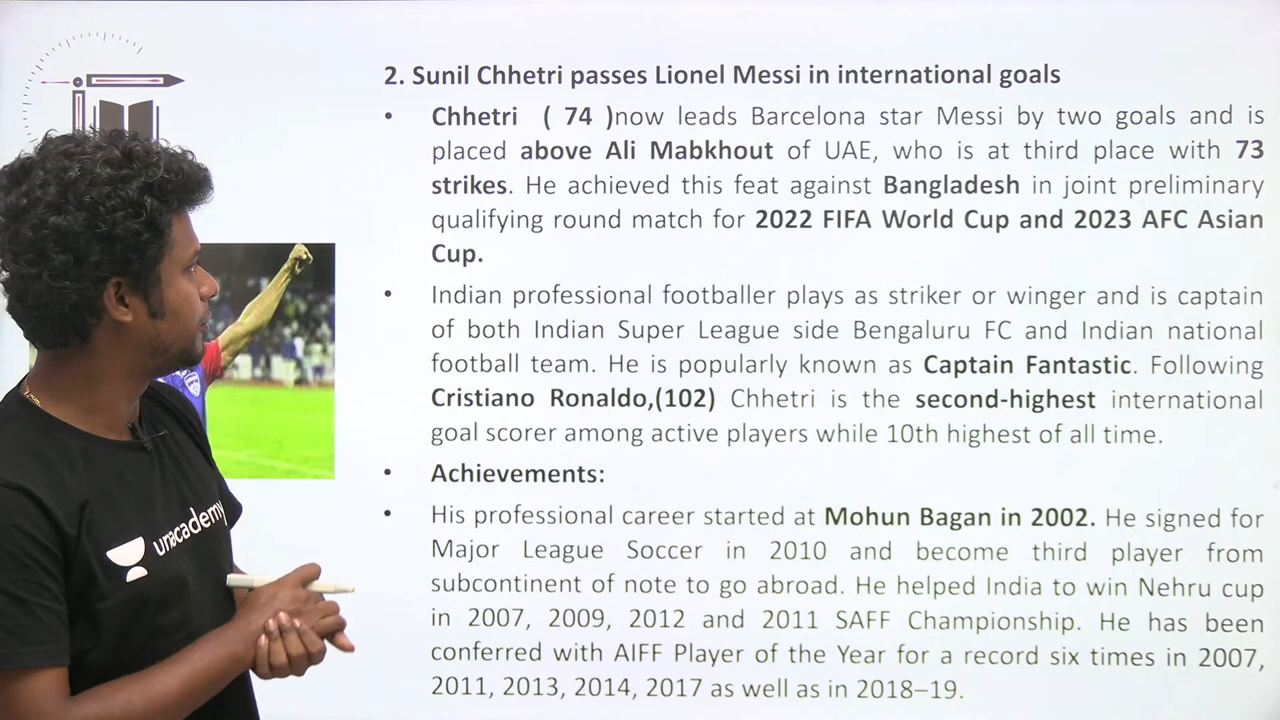 2. Sunil Chhetri passes Lionel Messi in international goals
• Chhetri ( 74 )now leads Barcelona star Messi by two goals and is
placed above Ali Mabkhout of UAE, who is at third place with 73
strikes. He achieved this feat against Bangladesh in joint preliminary
qualifying round match for 2022 FIFA World Cup and 2023 AFC Asian
Cup.
• Indian professional footballer plays as striker or winger and is captain
of both Indian Super League side Bengaluru FC and Indian national
football team. He is popularly known as Captain Fantastic. Following
Cristiano Ronaldo,(102) Chhetri is the second-highest international
goal scorer among active players while 10th highest of all time.
• Achievements:
• His professional career started at Mohun Bagan in 2002. He signed for
Major League Soccer in 2010 and become third player from
subcontinent of note to go abroad. He helped India to win Nehru cup
in 2007, 2009, 2012 and 2011 SAFF Championship. He has been
conferred with AIFF Player of the Year for a record six times in 2007,
2011, 2013, 2014, 2017 as well as in 2018–19.
unacademy